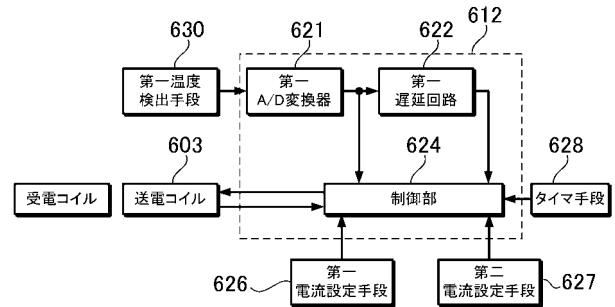 612
630
621
622
第一温度
検出手段
第一
A/D変換器
第一
遅延回路
603
624
628
受電コイル
送電コイル
制御部
タイマ手段
626
第一
電流設定手段
第二
電流設定手段
627